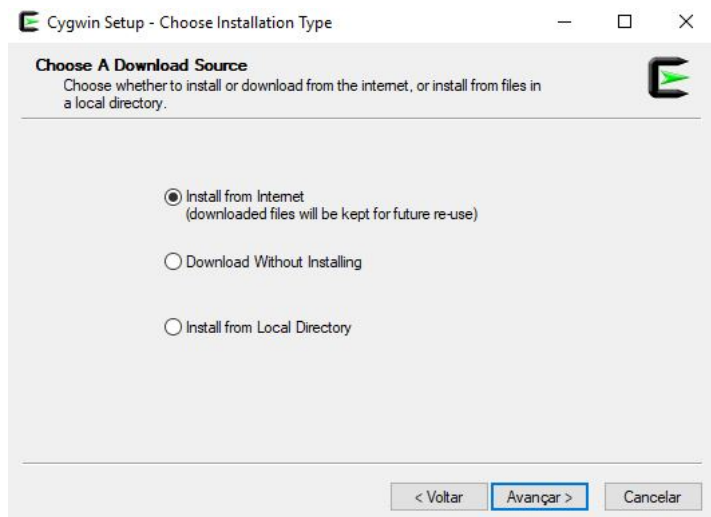 Cygwin Setup - Choose Installation Type
Choose A Download Source
Choose whether to install or download from the internet, or install from files in
a local directory.
Install from Internet
(downloaded files will be kept for future re-use)
Download Without Installing
Install from Local Directory
< Voltar
Avançar >
Cancelar